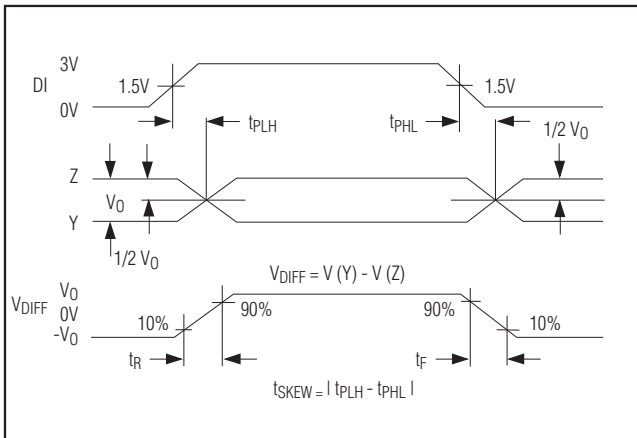 3V
DI
1.5V
1.5V
0V
tPLH
tPHL
1/2 VO
Z
VO
Y
1/2 VO
VDIFF = V (Y) - V (Z)
VO
VDIFF
0V
-VO
10%
90%
90%
10%
tR
tF
tSKEW = | tPLH - tPHL |